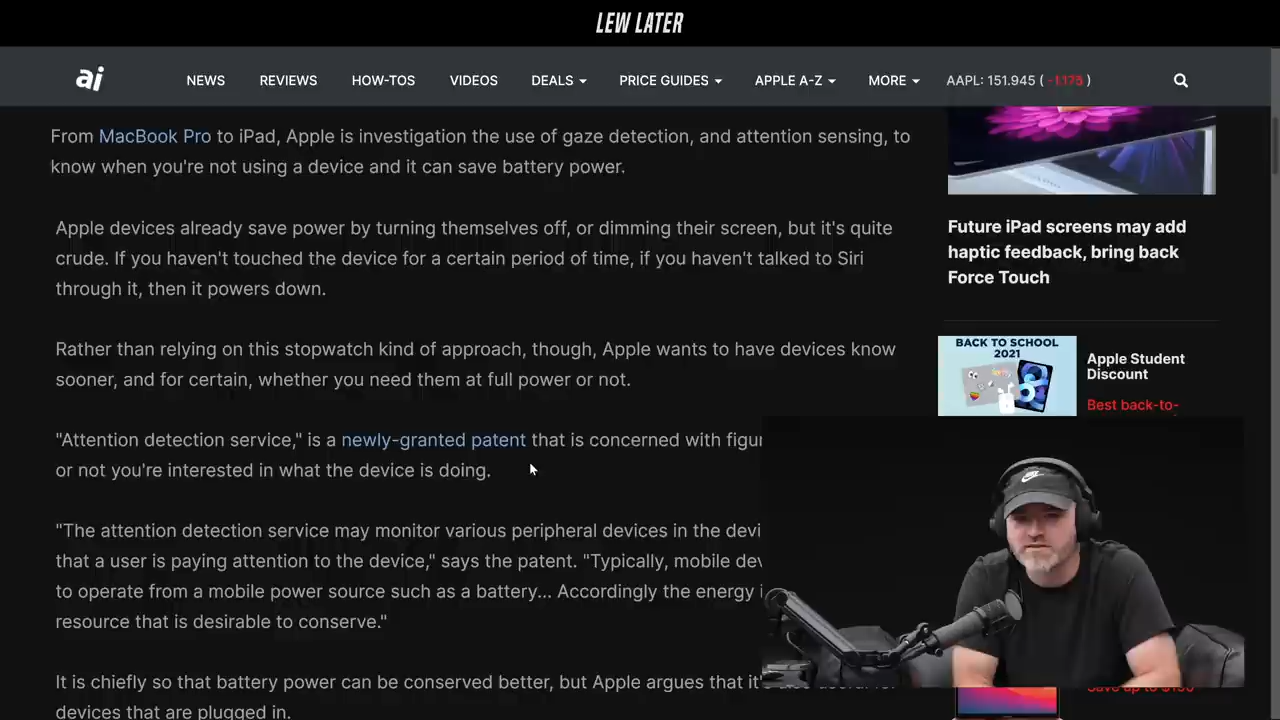 LEW LATER
ai NEWS REVIEWS HOW-TOS VIDEOS DEALS PRICE GUIDES APPLE A-Z MORE AAPL: 151.945 ( -1.175 )
From MacBook Pro to iPad, Apple is investigation the use of gaze detection, and attention sensing, to
know when you're not using a device and it can save battery power.
Apple devices already save power by turning themselves off, or dimming their screen, but it's quite
crude. If you haven't touched the device for a certain period of time, if you haven't talked to Siri
through it, then it powers down.
Rather than relying on this stopwatch kind of approach, though, Apple wants to have devices know
sooner, and for certain, whether you need them at full power or not.
"Attention detection service," is a newly-granted patent that is concerned with figur
or not you're interested in what the device is doing.
"The attention detection service may monitor various peripheral devices in the devi
that a user is paying attention to the device," says the patent. "Typically, mobile dev
to operate from a mobile power source such as a battery... Accordingly the energy i
resource that is desirable to conserve."
It is chiefly so that battery power can be conserved better, but Apple argues that it's
devices that are plugged in.
Future iPad screens may add
haptic feedback, bring back
Force Touch
BACK TO SCHOOL
2021
Apple Student
Discount
Best back-to-